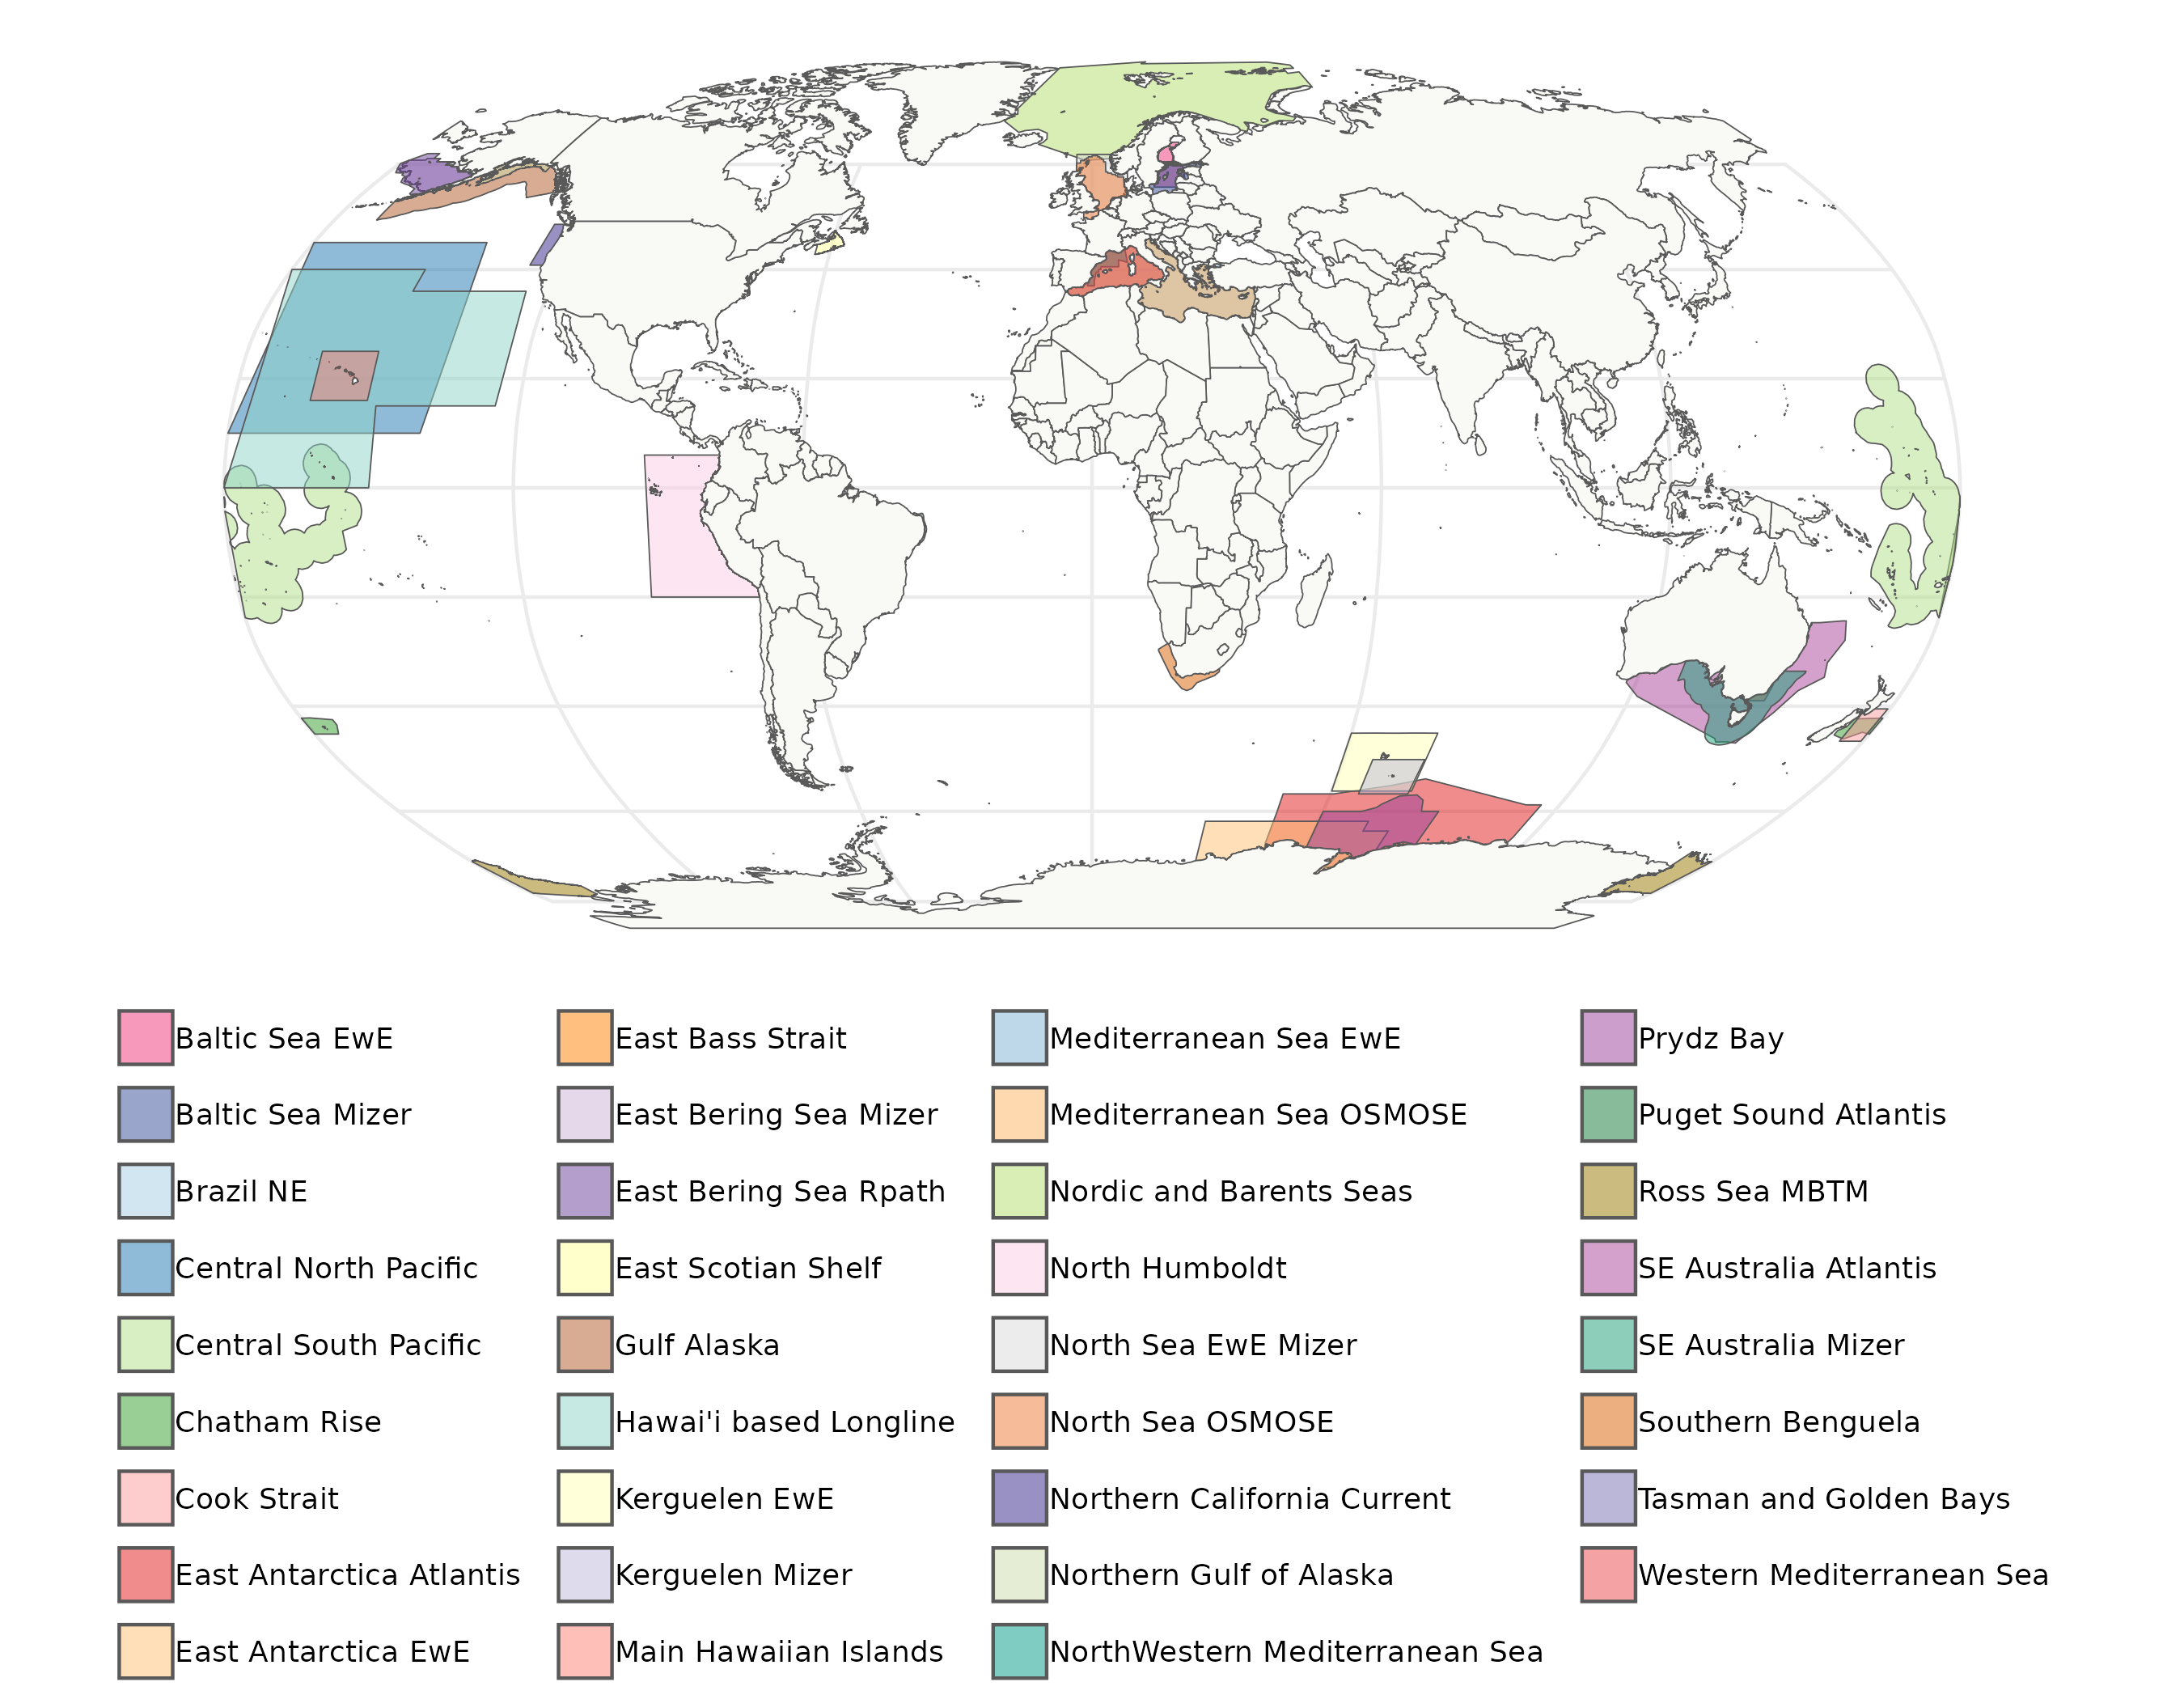 Baltic Sea EwE
Baltic Sea Mizer
Brazil NE
Central North Pacific
Central South Pacific
Chatham Rise
Cook Strait
East Antarctica Atlantis
East Antarctica EwE
East Bass Strait
East Bering Sea Mizer
East Bering Sea Rpath
East Scotian Shelf
Gulf Alaska
Hawai'i based Longline
Kerguelen EwE
Kerguelen Mizer
Main Hawaiian Islands
Mediterranean Sea EwE
Mediterranean Sea OSMOSE
Nordic and Barents Seas
North Humboldt
North Sea EwE Mizer
North Sea OSMOSE
Northern California Current
Northern Gulf of Alaska
NorthWestern Mediterranean Sea
Prydz Bay
Puget Sound Atlantis
Ross Sea MBTM
SE Australia Atlantis
SE Australia Mizer
Southern Benguela
Tasman and Golden Bays
Western Mediterranean Sea